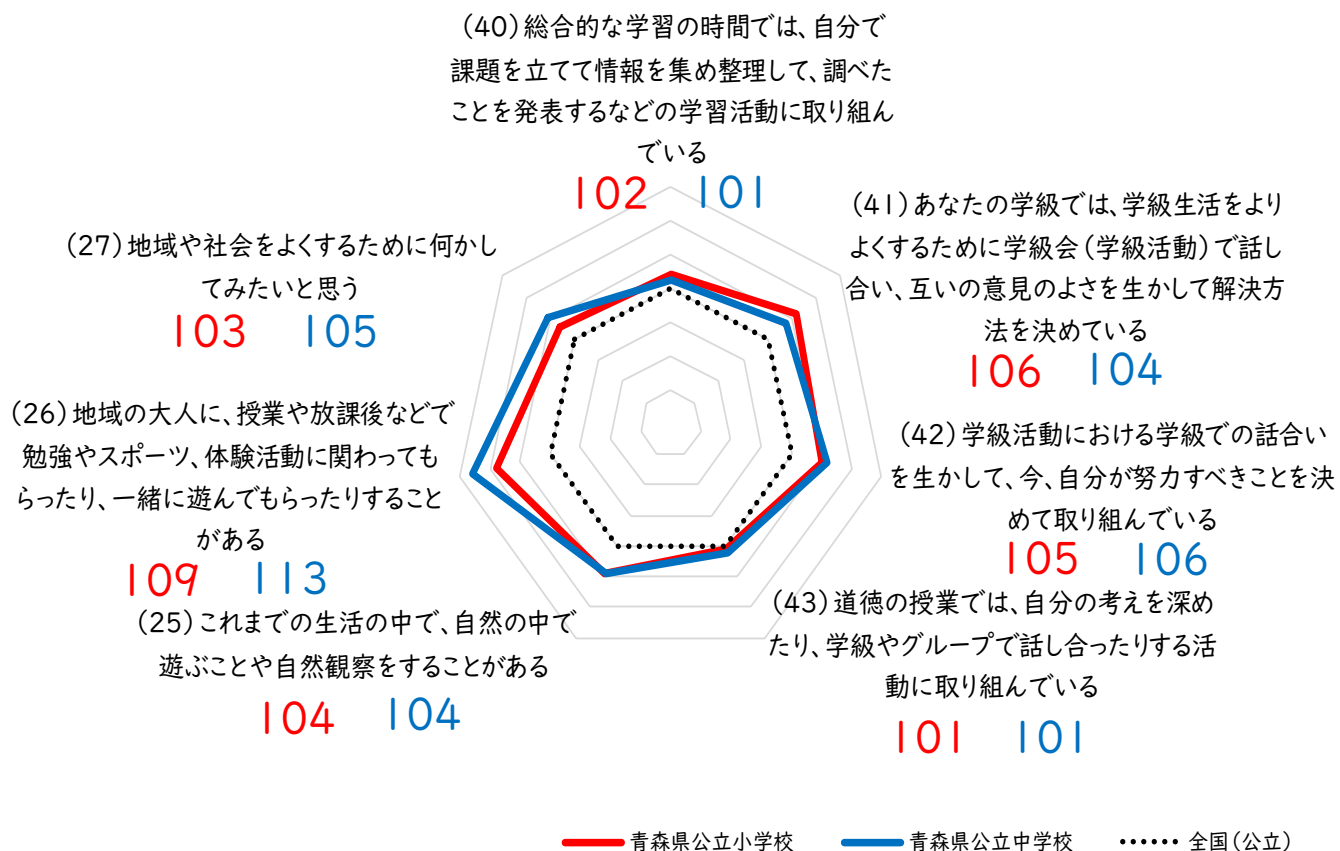 (40)総合的な学習の時間では、自分で
課題を立てて情報を集め整理して、調べた
ことを発表するなどの学習活動に取り組ん
でいる
102 101
(41)あなたの学級では、学級生活をより
よくするために学級会(学級活動)で話し
合い、互いの意見のよさを生かして解決方
法を決めている
106 104
(42)学級活動における学級での話合い
を生かして、今、自分が努力すべきことを決
めて取り組んでいる
105 106
(43)道徳の授業では、自分の考えを深め
たり、学級やグループで話し合ったりする活
動に取り組んでいる
101 101
(25)これまでの生活の中で、自然の中で
遊ぶことや自然観察をすることがある
104 104
(26)地域の大人に、授業や放課後などで
勉強やスポーツ、体験活動に関わっても
らったり、一緒に遊んでもらったりすること
がある
109 113
(27)地域や社会をよくするために何かし
てみたいと思う
103 105
青森県公立小学校 青森県公立中学校 全国(公立)